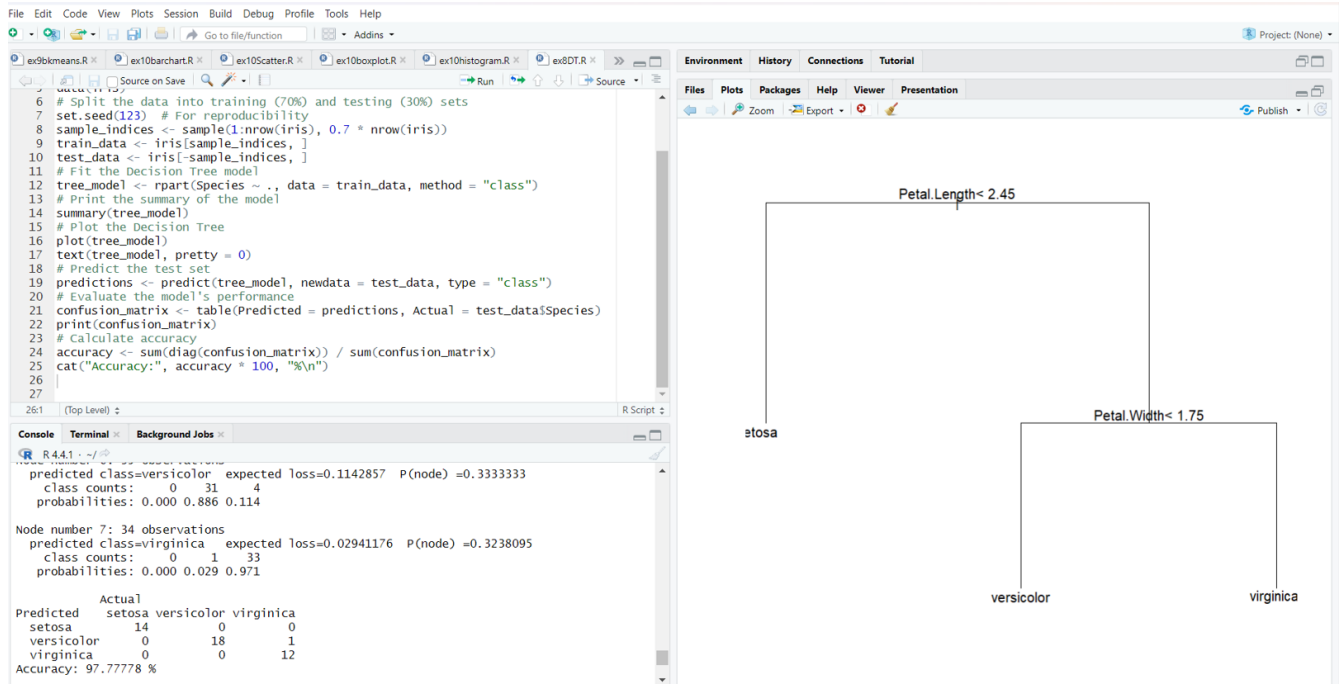 File Edit Code View Plots Session Build Debug Profile Tools Help
Go to file/function Addins Project: (None)
ex9bkmeans.R ex10barchart.R ex10Scatter.R ex10boxplot.R ex10histogram.R ex8DT.R
Source on Save Run Source
5 data(iris)
6 # Split the data into training (70%) and testing (30%) sets
7 set.seed(123) # For reproducibility
8 sample_indices <- sample(1:nrow(iris), 0.7 * nrow(iris))
9 train_data <- iris[sample_indices, ]
10 test_data <- iris[-sample_indices, ]
11 # Fit the Decision Tree model
12 tree_model <- rpart(Species ~ ., data = train_data, method = "class")
13 # Print the summary of the model
14 summary(tree_model)
15 # Plot the Decision Tree
16 plot(tree_model)
17 text(tree_model, pretty = 0)
18 # Predict the test set
19 predictions <- predict(tree_model, newdata = test_data, type = "class")
20 # Evaluate the model's performance
21 confusion_matrix <- table(Predicted = predictions, Actual = test_data$Species)
22 print(confusion_matrix)
23 # Calculate accuracy
24 accuracy <- sum(diag(confusion_matrix)) / sum(confusion_matrix)
25 cat("Accuracy:", accuracy * 100, "%\n")
26
27
26:1 (Top Level) R Script
Console Terminal Background Jobs
R 4.4.1 · ~/
Node number 6: 35 observations
predicted class=versicolor expected loss=0.1142857 P(node) =0.3333333
class counts: 0 31 4
probabilities: 0.000 0.886 0.114
Node number 7: 34 observations
predicted class=virginica expected loss=0.02941176 P(node) =0.3238095
class counts: 0 1 33
probabilities: 0.000 0.029 0.971
Actual
Predicted setosa versicolor virginica
setosa 14 0 0
versicolor 0 18 1
virginica 0 0 12
Accuracy: 97.77778 %
Environment History Connections Tutorial
Files Plots Packages Help Viewer Presentation
Zoom Export Publish
Petal.Length< 2.45
etosa
Petal.Width< 1.75
versicolor
virginica